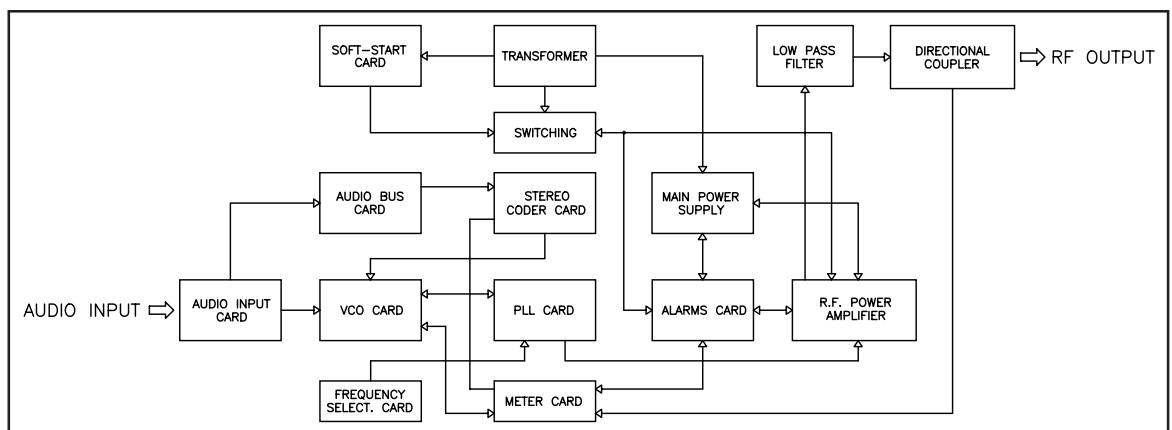 SOFT-START
CARD
TRANSFORMER
LOW PASS
FILTER
DIRECTIONAL
COUPLER
RF OUTPUT
SWITCHING
AUDIO BUS
CARD
STEREO
CODER CARD
MAIN POWER
SUPPLY
AUDIO INPUT
AUDIO INPUT
CARD
VCO CARD
PLL CARD
ALARMS CARD
R.F. POWER
AMPLIFIER
FREQUENCY
SELECT. CARD
METER CARD